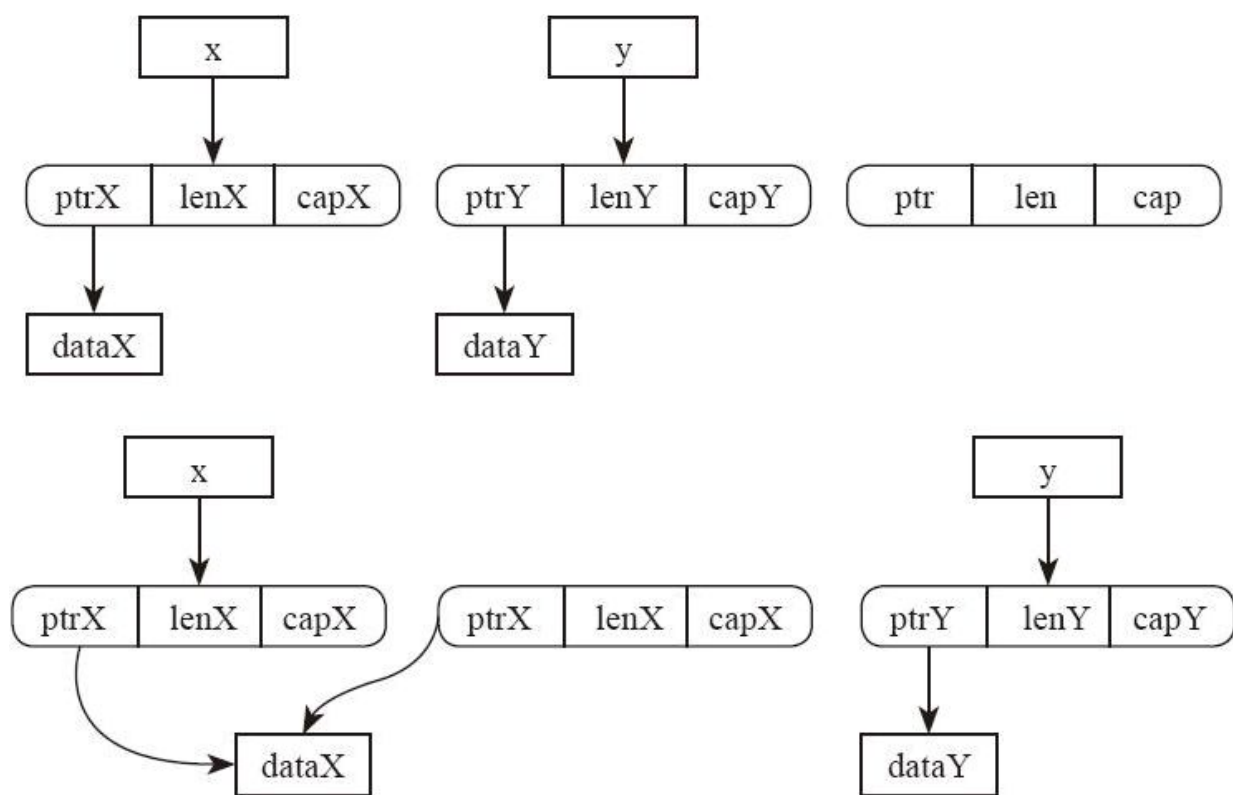 x y
ptrX lenX capX ptrY lenY capY ptr len cap
dataX dataY
x y
ptrX lenX capX ptrX lenX capX ptrY lenY capY
dataX dataY